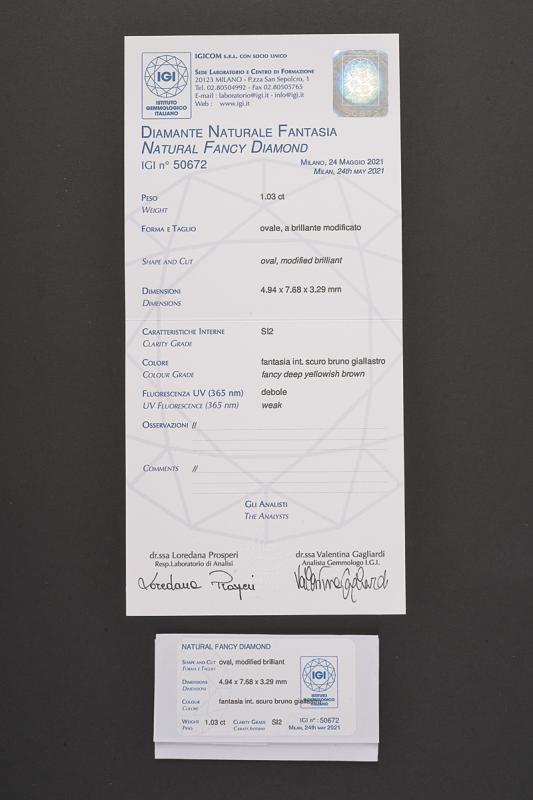 IGICOM S.R.L. CON SOCIO UNICO
IGI
ISTITUTO
GEMMOLOGICO
ITALIANO
SEDE LABORATORIO E CENTRO DI FORMAZIONE
20123 MILANO - P.zza San Sepolcro, 1
Tel. 02.80504992 - Fax 02.80505765
E-mail : laboratorio@igi.it - info@igi.it
Web : www.igi.it
DIAMANTE NATURALE FANTASIA
NATURAL FANCY DIAMOND
IGI n° 50672
MILANO, 24 MAGGIO 2021
MILAN, 24th MAY 2021
PESO 1.03 ct
WEIGHT
FORMA E TAGLIO ovale, a brillante modificato
SHAPE AND CUT oval, modified brilliant
DIMENSIONI 4.94 x 7.68 x 3.29 mm
DIMENSIONS
CARATTERISTICHE INTERNE SI2
CLARITY GRADE
COLORE fantasia int. scuro bruno giallastro
COLOUR GRADE fancy deep yellowish brown
FLUORESCENZA UV (365 nm) debole
UV FLUORESCENCE (365 nm) weak
OSSERVAZIONI //
COMMENTS //
GLI ANALISTI
THE ANALYSTS
dr.ssa Loredana Prosperi
Resp.Laboratorio di Analisi
dr.ssa Valentina Gagliardi
Analista Gemmologo I.G.I.
Loredana Prosperi
Valentina Gagliardi
NATURAL FANCY DIAMOND
SHAPE AND CUT oval, modified brilliant
FORMA E TAGLIO
DIMENSIONS 4.94 x 7.68 x 3.29 mm
DIMENSIONI
COLOUR fantasia int. scuro bruno giallastro
COLORE
IGI
ISTITUTO
GEMMOLOGICO
ITALIANO
WEIGHT 1.03 ct CLARITY GRADE SI2 IGI n° : 50672
PESO CARATT.INTERNE MILAN, 24th MAY 2021